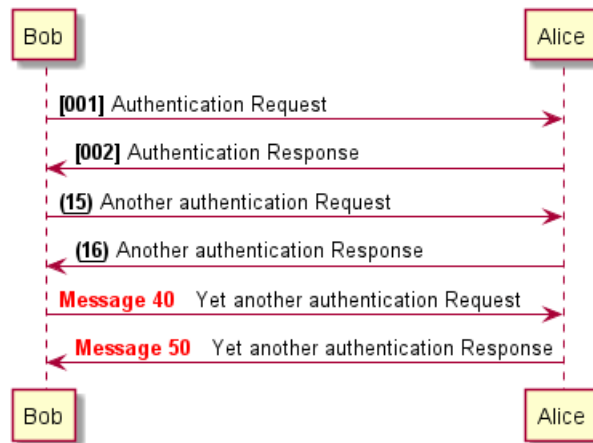 Bob Alice
[001] Authentication Request
[002] Authentication Response
(15) Another authentication Request
(16) Another authentication Response
Message 40 Yet another authentication Request
Message 50 Yet another authentication Response
Bob Alice